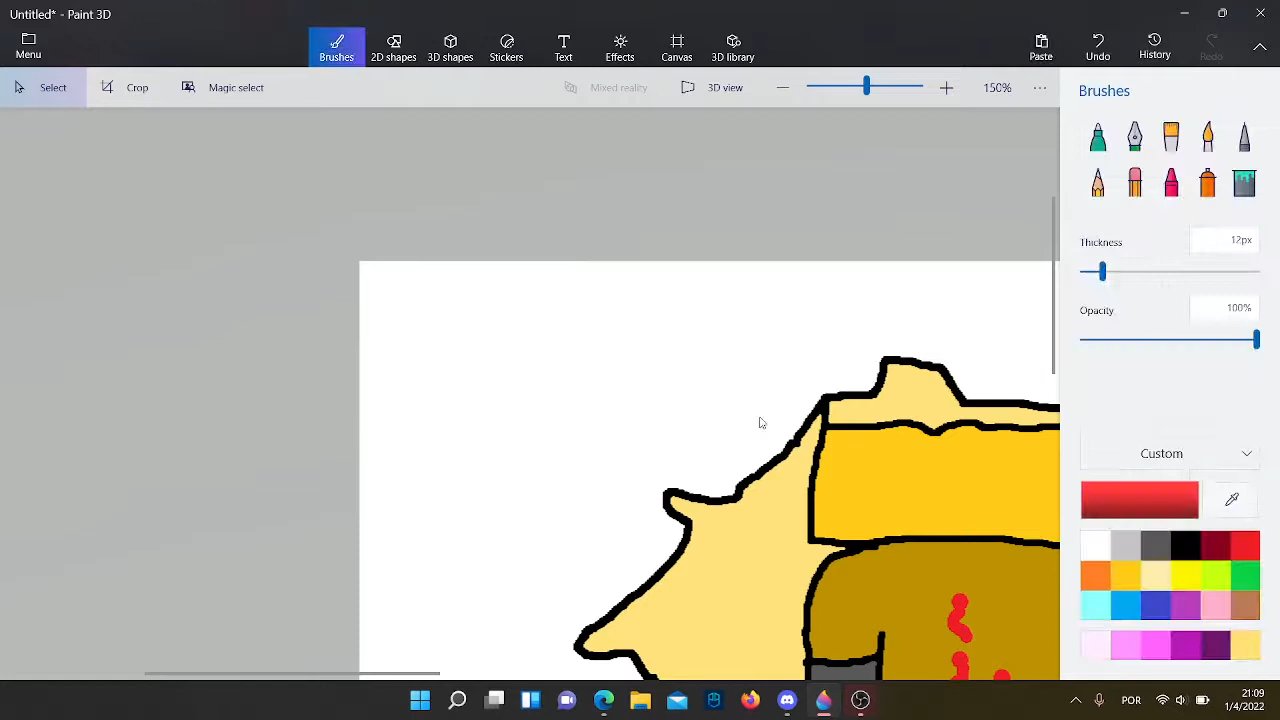 Untitled* - Paint 3D
Menu
Brushes
2D shapes
3D shapes
Stickers
Text
Effects
Canvas
3D library
Paste
Undo
History
Redo
Select
Crop
Magic select
Mixed reality
3D view
150%
Brushes
Thickness
12px
Opacity
100%
Custom
POR
21:09
1/4/2022